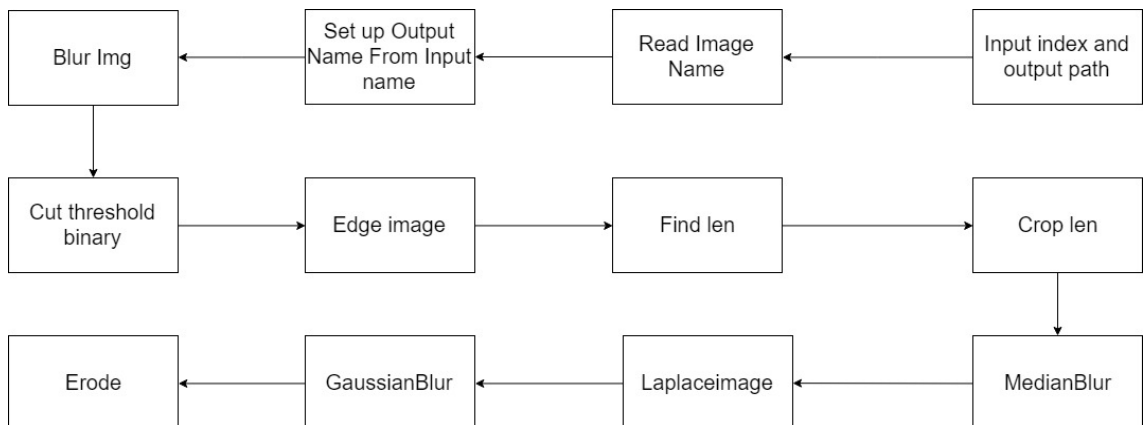 Blur Img
Set up Output
Name From Input
name
Read Image
Name
Input index and
output path
Cut threshold
binary
Edge image
Find len
Crop len
Erode
GaussianBlur
Laplaceimage
MedianBlur